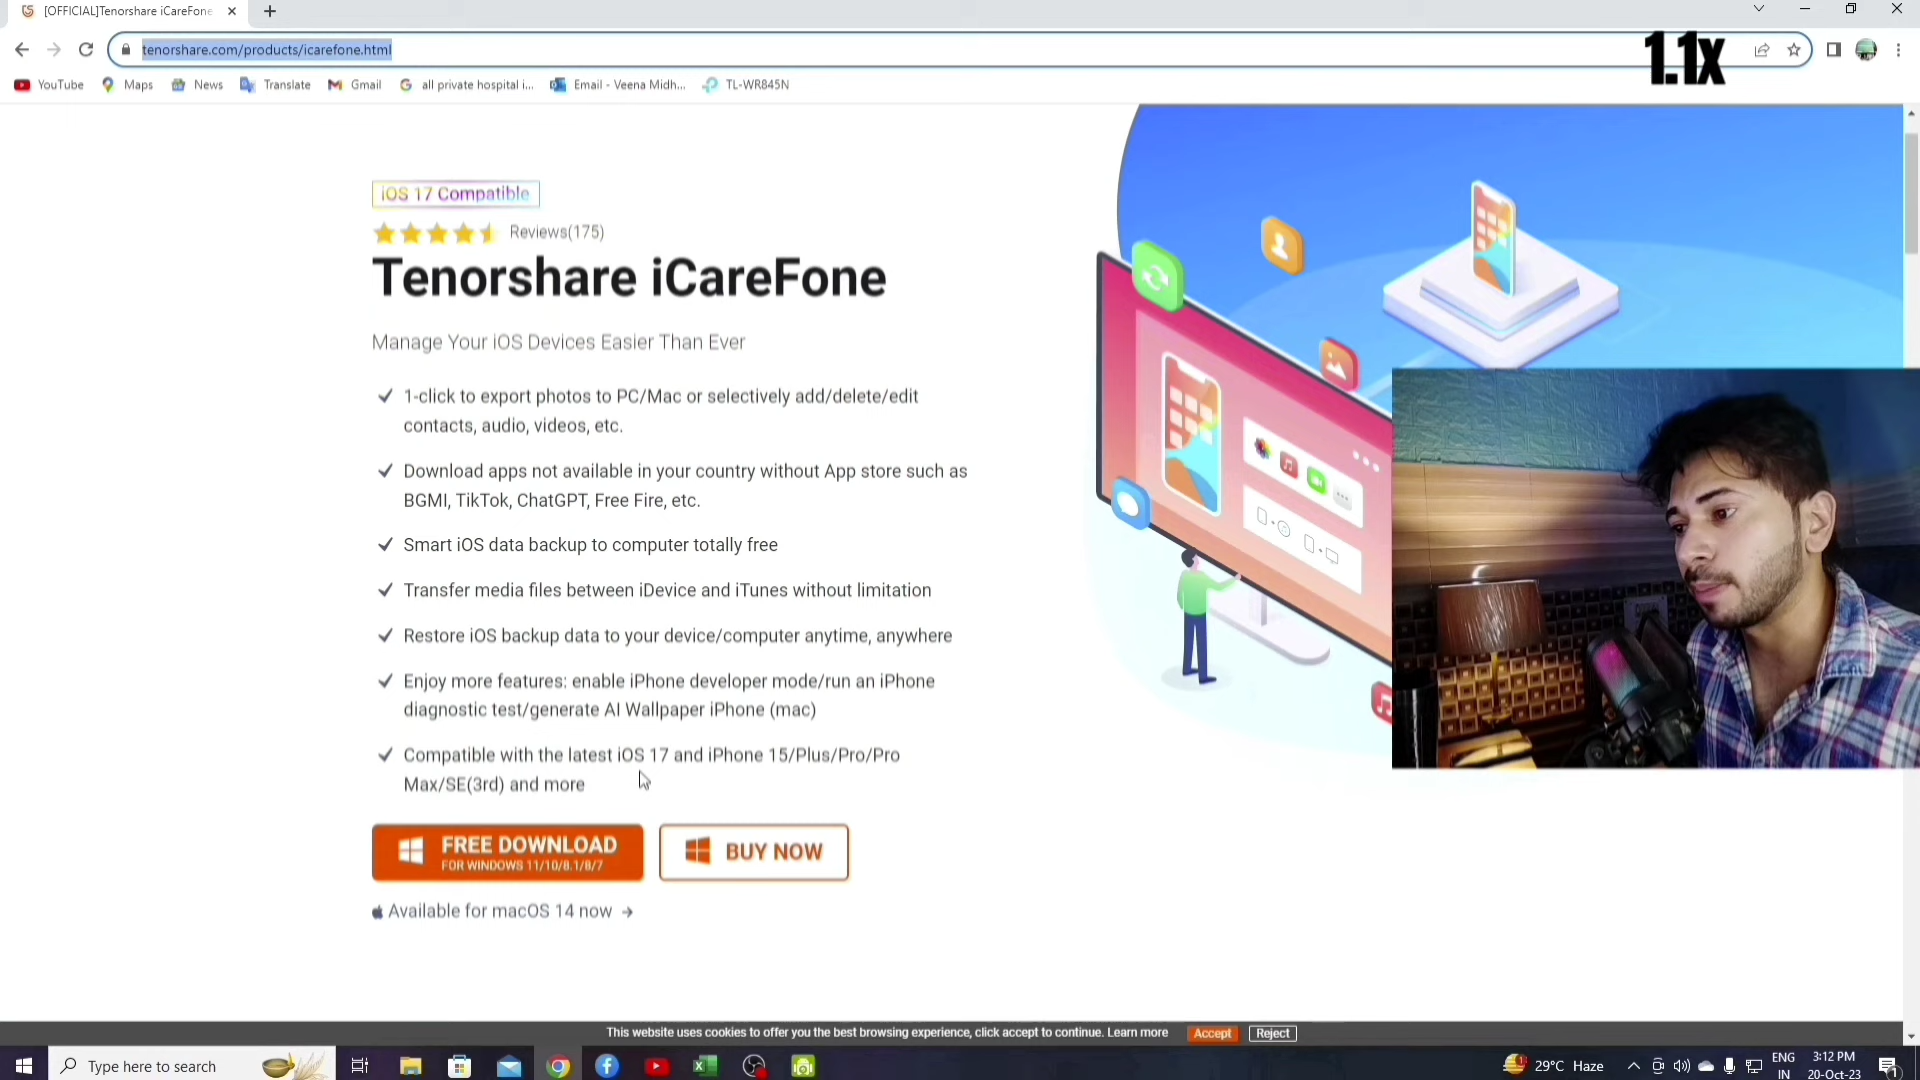 [OFFICIAL]Tenorshare iCareFone
tenorshare.com/products/icarefone.html
1.1x
YouTube
Maps
News
Translate
Gmail
all private hospital i...
Email - Veena Midh...
TL-WR845N
iOS 17 Compatible
Reviews(175)
Tenorshare iCareFone
Manage Your iOS Devices Easier Than Ever
1-click to export photos to PC/Mac or selectively add/delete/edit
contacts, audio, videos, etc.
Download apps not available in your country without App store such as
BGMI, TikTok, ChatGPT, Free Fire, etc.
Smart iOS data backup to computer totally free
Transfer media files between iDevice and iTunes without limitation
Restore iOS backup data to your device/computer anytime, anywhere
Enjoy more features: enable iPhone developer mode/run an iPhone
diagnostic test/generate AI Wallpaper iPhone (mac)
Compatible with the latest iOS 17 and iPhone 15/Plus/Pro/Pro
Max/SE(3rd) and more
FREE DOWNLOAD
FOR WINDOWS 11/10/8.1/8/7
BUY NOW
Available for macOS 14 now
This website uses cookies to offer you the best browsing experience, click accept to continue. Learn more
Accept
Reject
Type here to search
29°C Haze
ENG
IN
3:12 PM
20-Oct-23